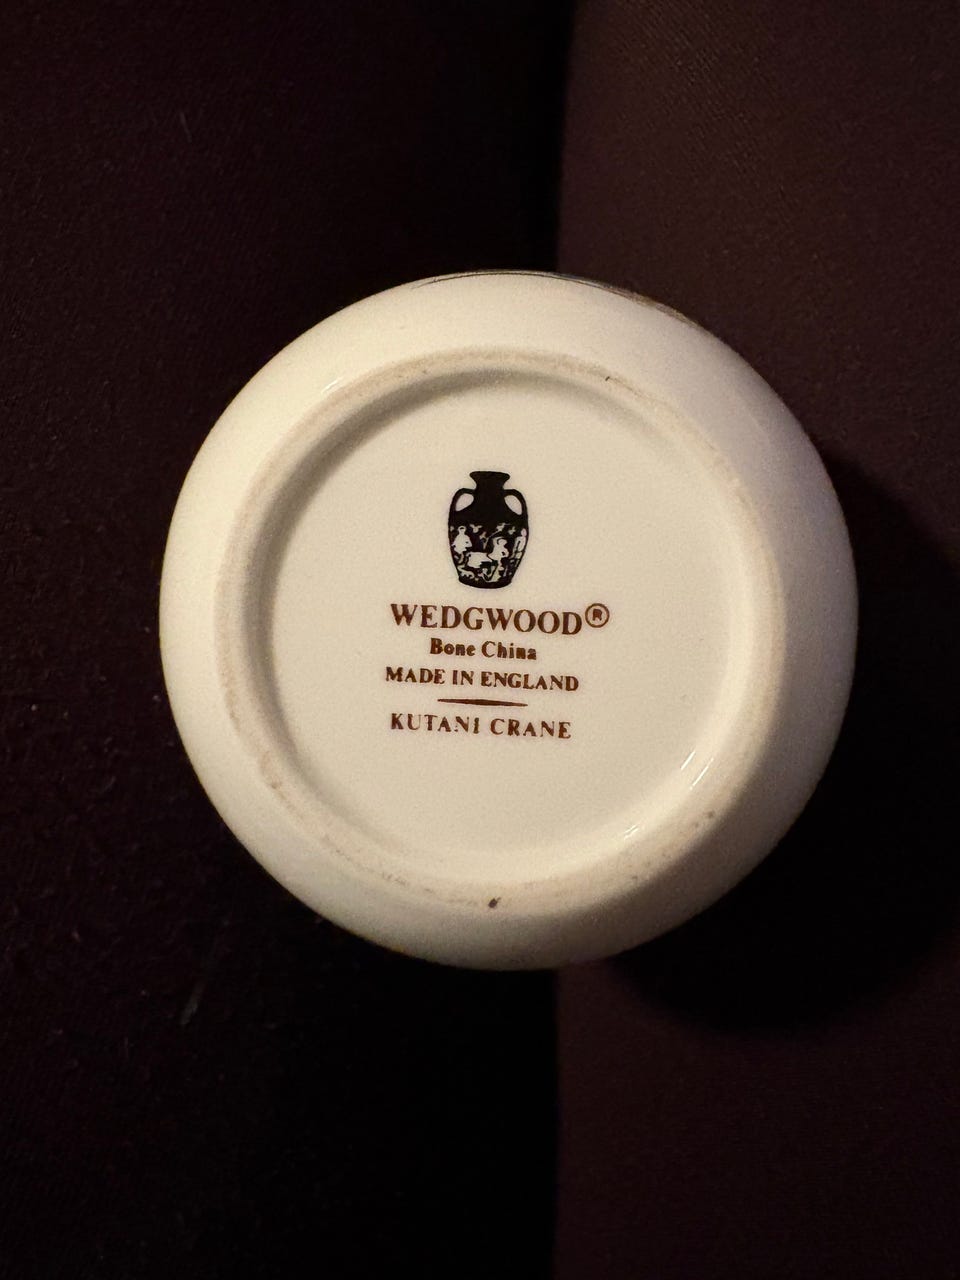 WEDGWOOD®
Bone China
MADE IN ENGLAND
KUTANI CRANE